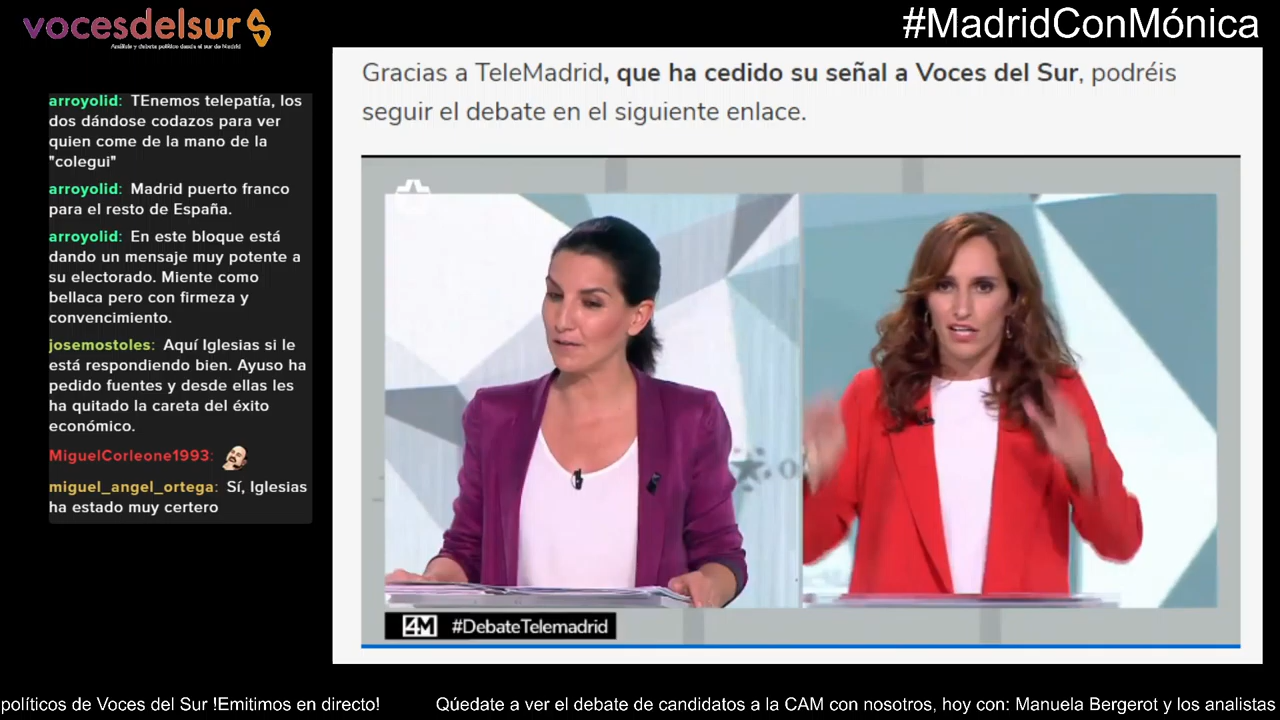 vocesdelsur
Análisis y debate político desde el sur de Madrid
#MadridConMónica
arroyolid: TEnemos telepatía, los
dos dándose codazos para ver
quien come de la mano de la
"colegui"
arroyolid: Madrid puerto franco
para el resto de España.
arroyolid: En este bloque está
dando un mensaje muy potente a
su electorado. Miente como
bellaca pero con firmeza y
convencimiento.
josemostoles: Aquí Iglesias si le
está respondiendo bien. Ayuso ha
pedido fuentes y desde ellas les
ha quitado la careta del éxito
económico.
MiguelCorleone1993:
miguel_angel_ortega: Sí, Iglesias
ha estado muy certero
Gracias a TeleMadrid, que ha cedido su señal a Voces del Sur, podréis
seguir el debate en el siguiente enlace.
4M #DebateTelemadrid
políticos de Voces del Sur !Emitimos en directo! Qúedate a ver el debate de candidatos a la CAM con nosotros, hoy con: Manuela Bergerot y los analistas